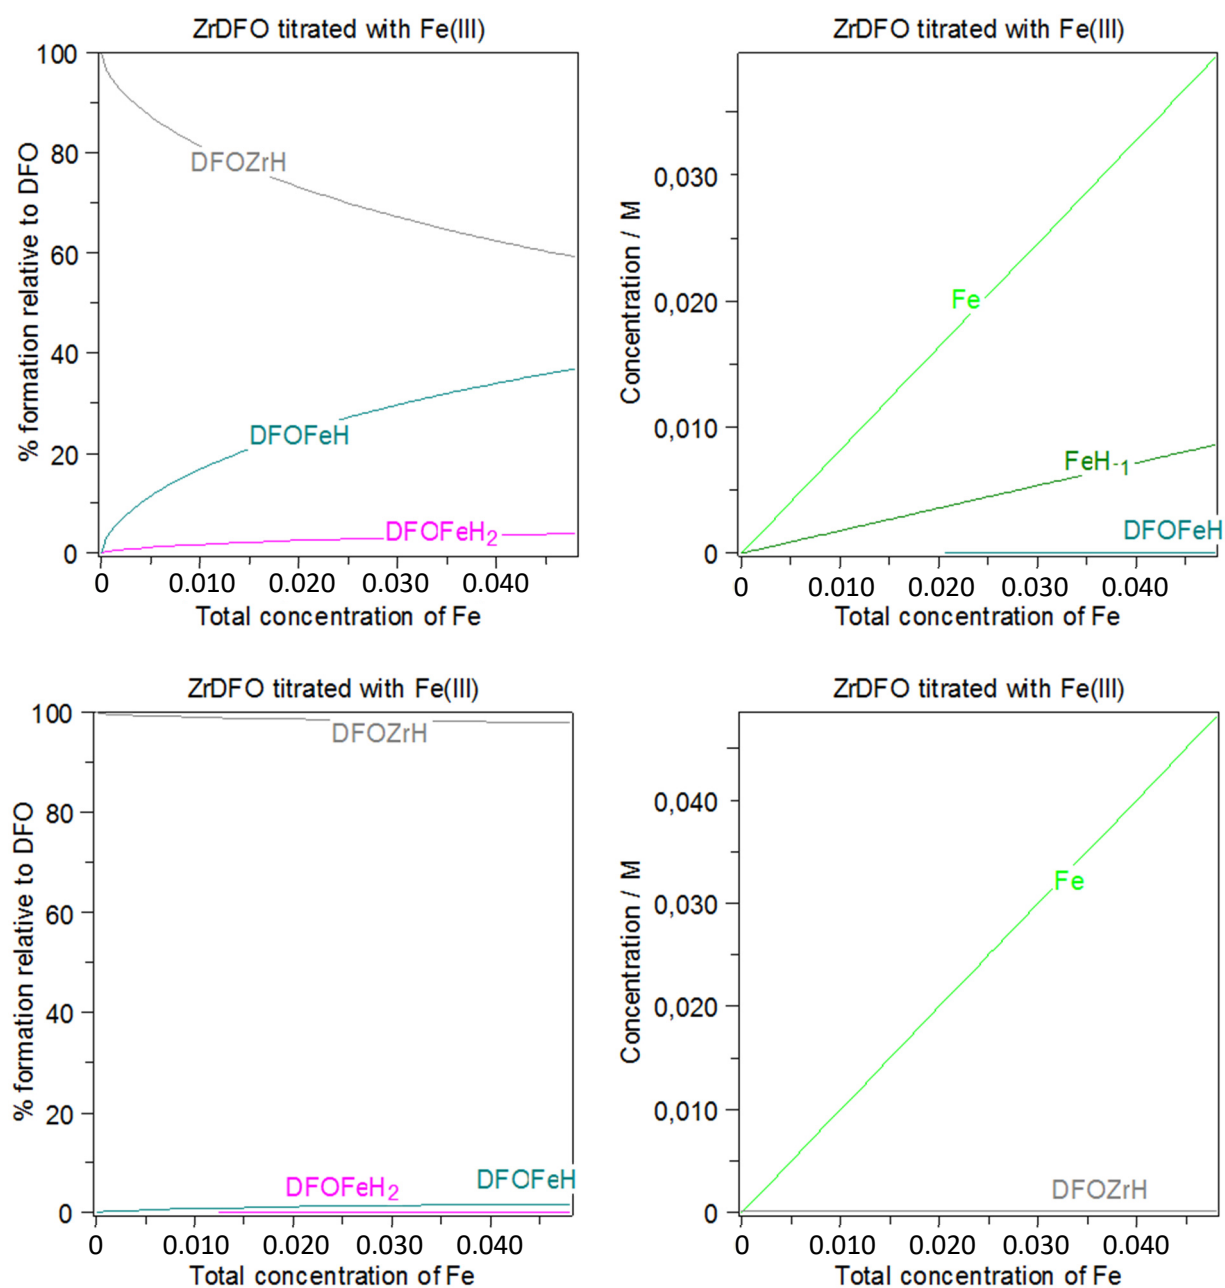 ZrDFO titrated with Fe(III)
% formation relative to DFO
100
80
60
40
20
0
DFOZrH
DFOFeH
DFOFeH2
0 0.010 0.020 0.030 0.040
Total concentration of Fe
ZrDFO titrated with Fe(III)
Concentration / M
0,030
0,020
0,010
0
Fe
FeH-1
DFOFeH
0 0.010 0.020 0.030 0.040
Total concentration of Fe
ZrDFO titrated with Fe(III)
% formation relative to DFO
100
80
60
40
20
0
DFOZrH
DFOFeH2
DFOFeH
0 0.010 0.020 0.030 0.040
Total concentration of Fe
ZrDFO titrated with Fe(III)
Concentration / M
0,040
0,030
0,020
0,010
0
Fe
DFOZrH
0 0.010 0.020 0.030 0.040
Total concentration of Fe